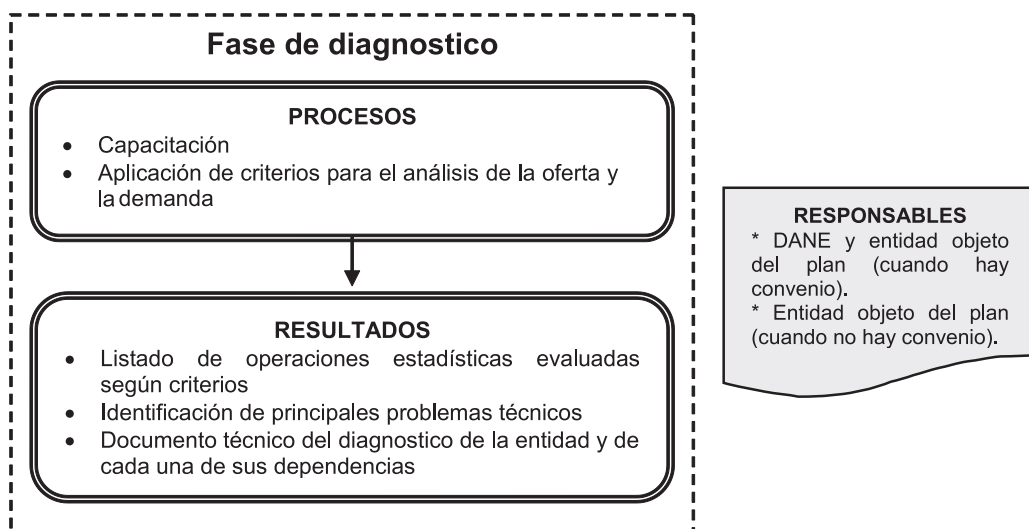 Fase de diagnostico
PROCESOS
• Capacitación
• Aplicación de criterios para el análisis de la oferta y
la demanda
RESULTADOS
• Listado de operaciones estadísticas evaluadas
según criterios
• Identificación de principales problemas técnicos
• Documento técnico del diagnostico de la entidad y de
cada una de sus dependencias
RESPONSABLES
* DANE y entidad objeto
del plan (cuando hay
convenio).
* Entidad objeto del plan
(cuando no hay convenio).